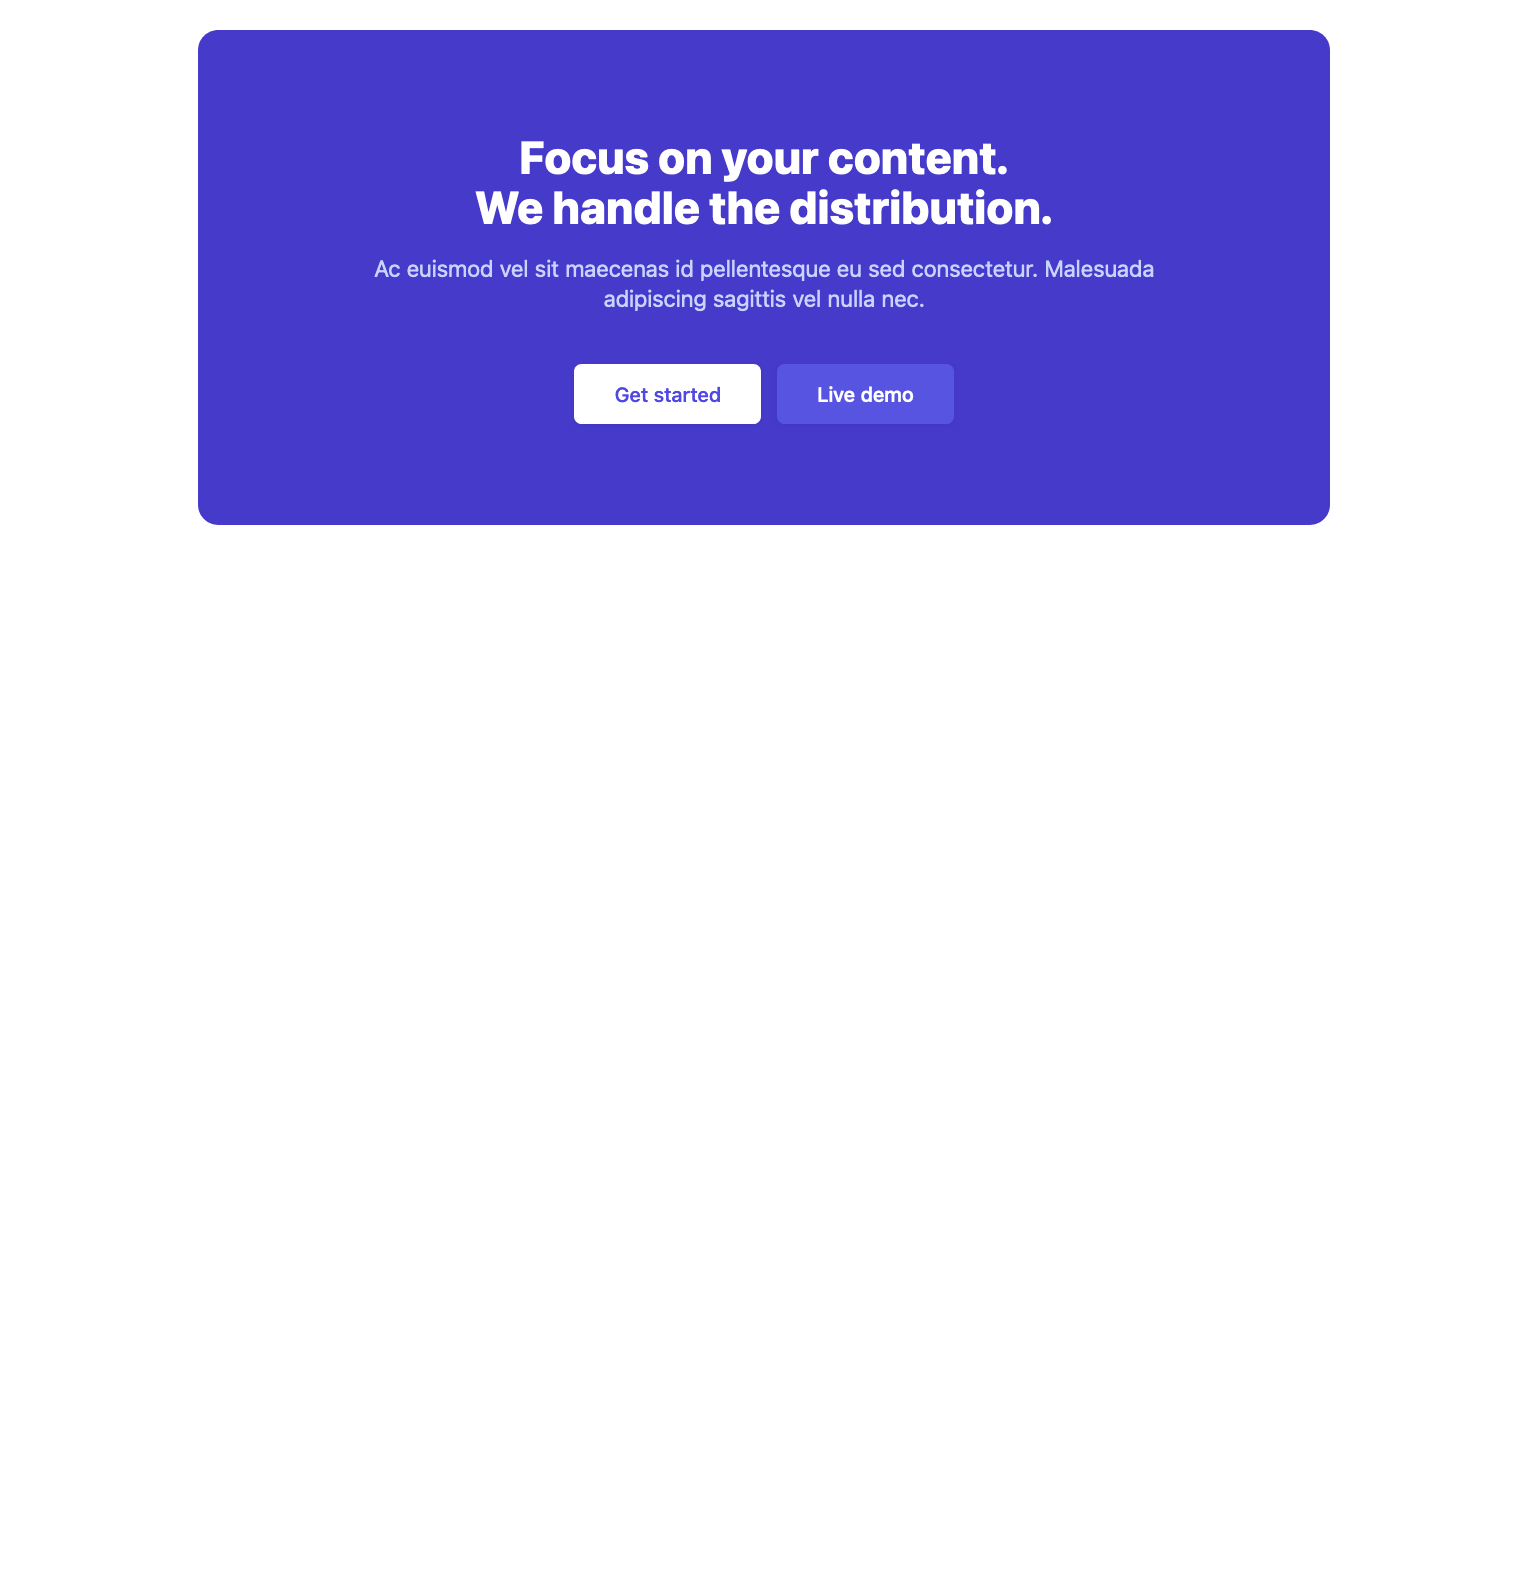 Focus on your content.
We handle the distribution.
Ac euismod vel sit maecenas id pellentesque eu sed consectetur. Malesuada
adipiscing sagittis vel nulla nec.
Get started
Live demo